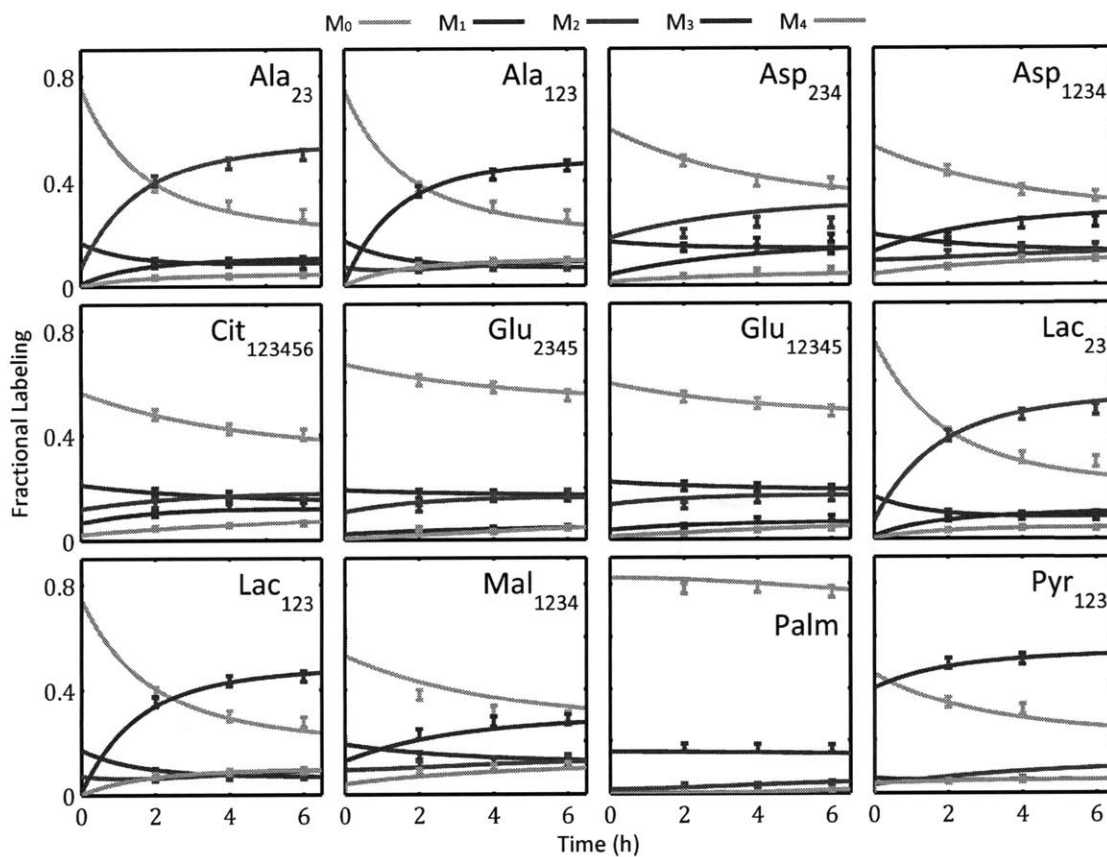 M0 M1 M2 M3 M4
0.8
0.4
0
Ala23
Ala123
Asp234
Asp1234
0.8
0.4
0
Cit123456
Glu2345
Glu12345
Lac23
0.8
0.4
0
Lac123
Mal1234
Palm
Pyr123
0 2 4 6 0 2 4 6 0 2 4 6 0 2 4 6
Fractional Labeling
Time (h)